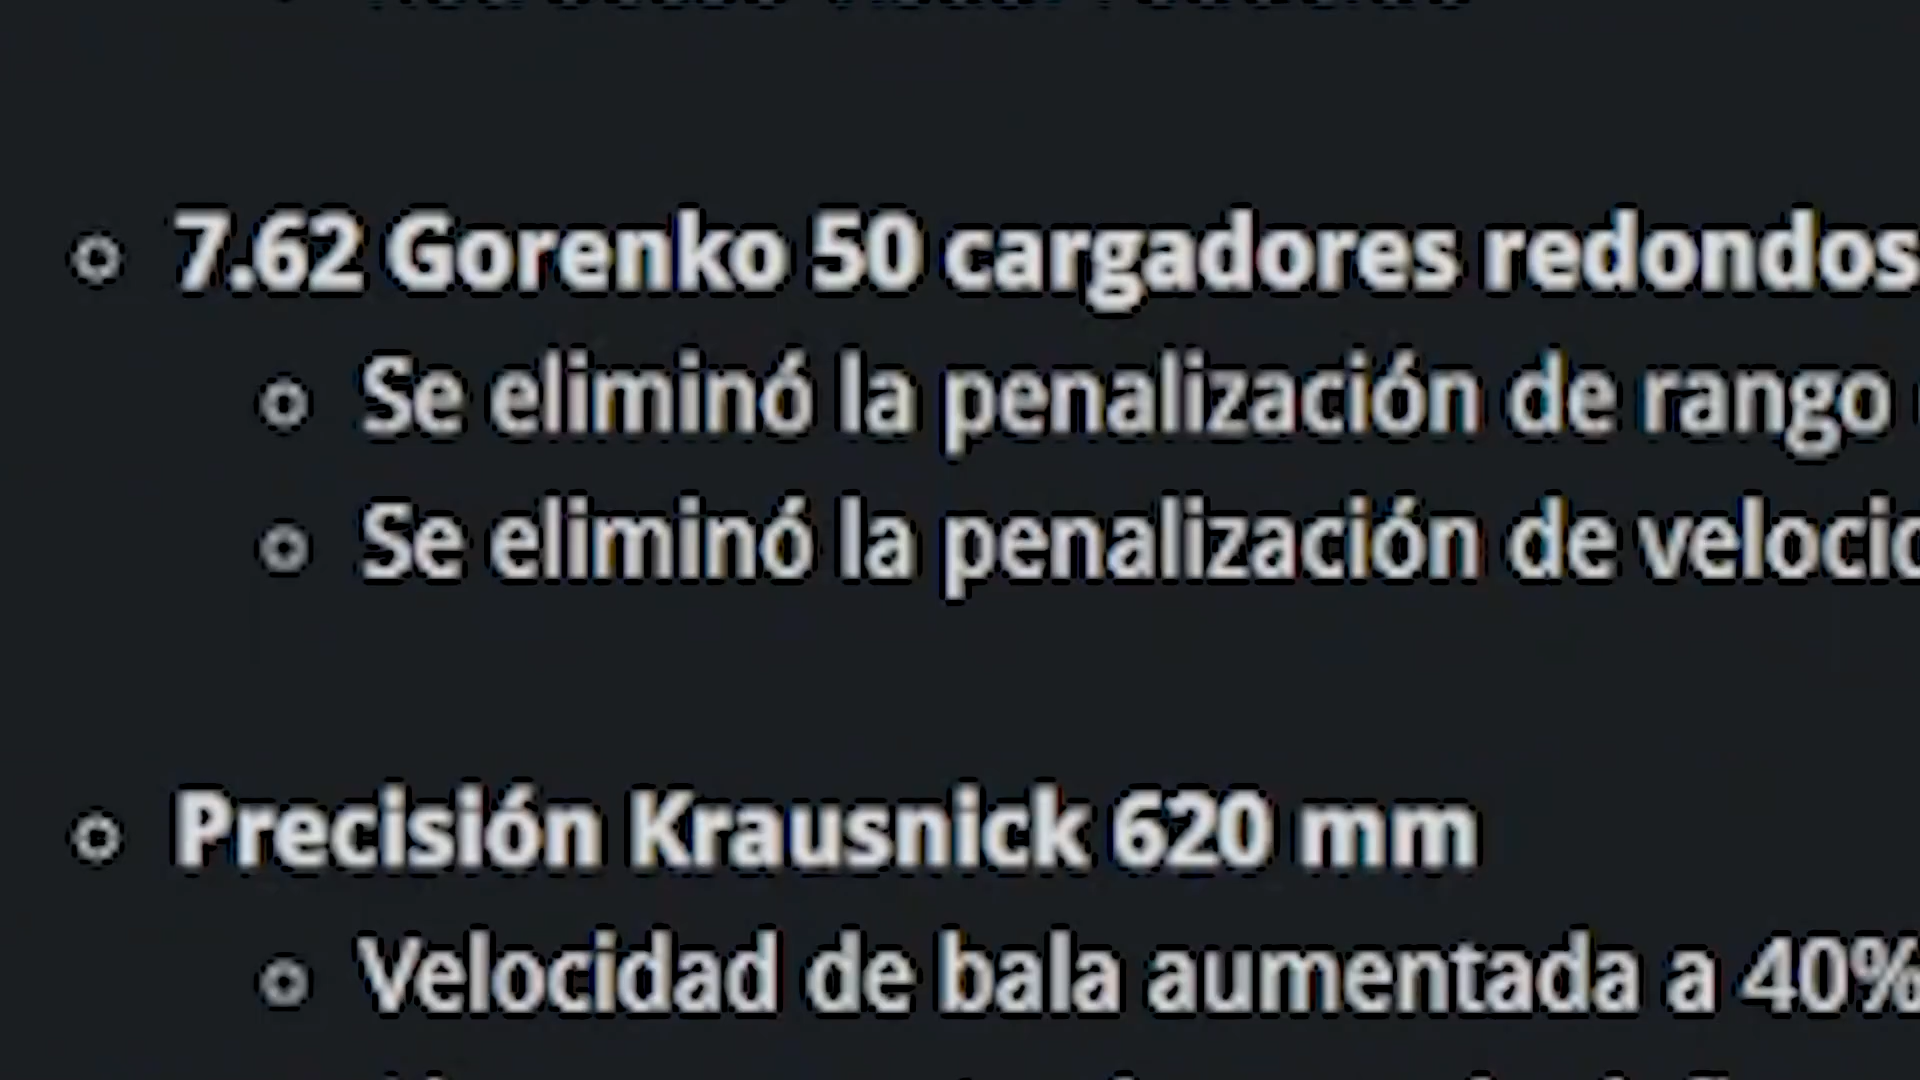 7.62 Gorenko 50 cargadores redondos
Se eliminó la penalización de rango
Se eliminó la penalización de
Precisión Krausnick 620 mm
Velocidad de bala aumentada a 40%